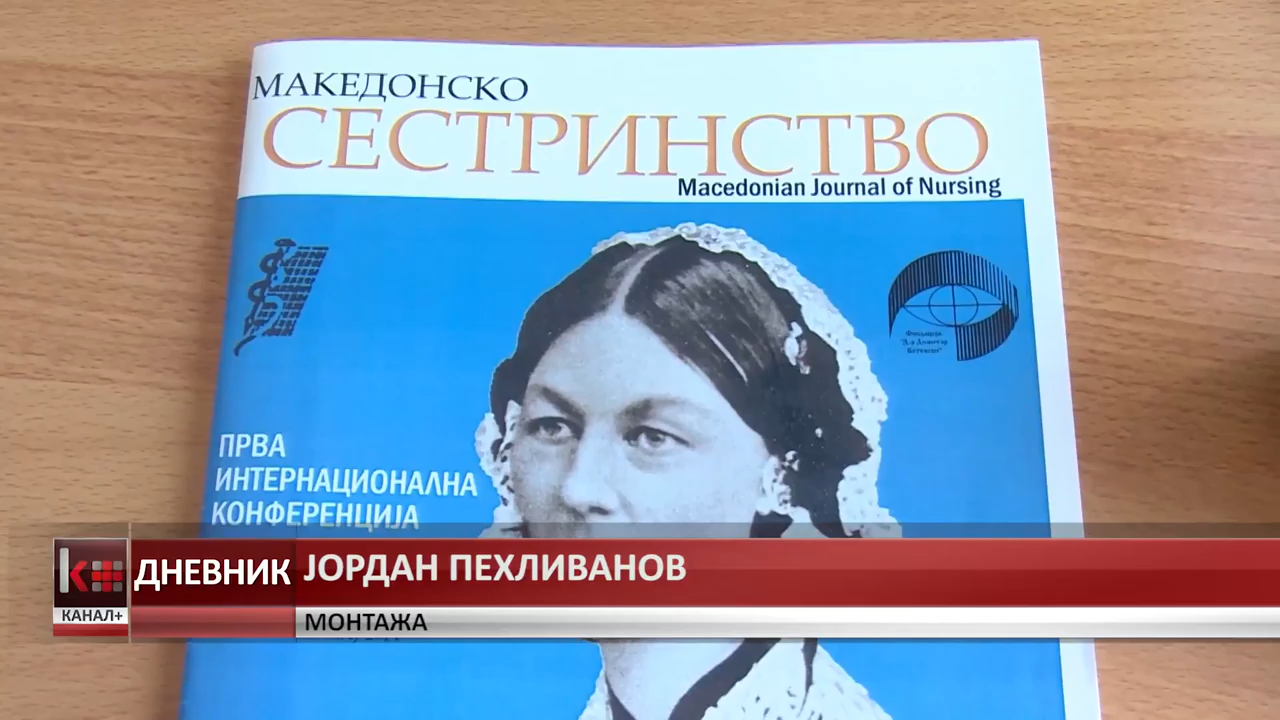 МАКЕДОНСКО
СЕСТРИНСТВО
Macedonian Journal of Nursing
ПРВА
ИНТЕРНАЦИОНАЛНА
КОНФЕРЕНЦИЈА
ДНЕВНИК
ЈОРДАН ПЕХЛИВАНОВ
КАНАЛ+
МОНТАЖА